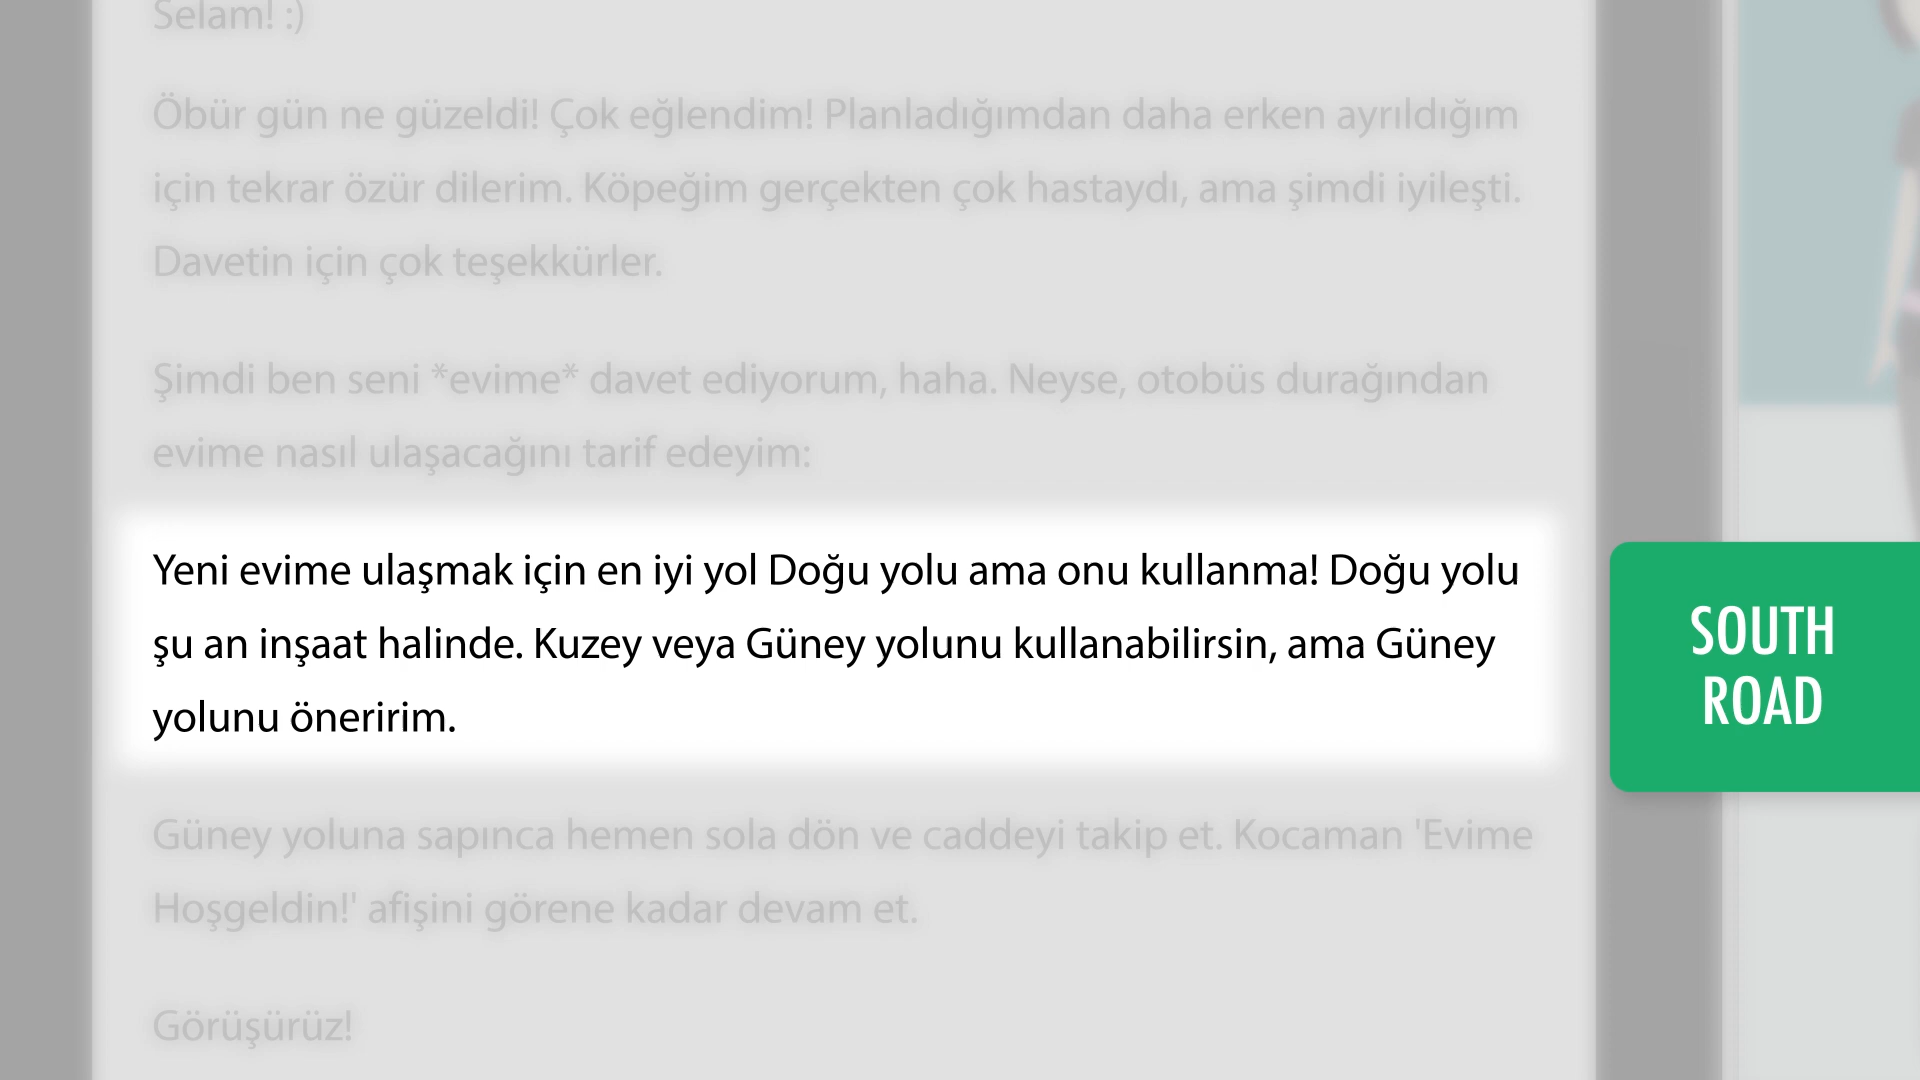 Selam! :)
Öbür gün ne güzeldi! Çok eğlendim! Planladığımdan daha erken ayrıldığım
için tekrar özür dilerim. Köpeğim gerçekten çok hastaydı, ama şimdi iyileşti.
Davetin için çok teşekkürler.
Şimdi ben seni *evime* davet ediyorum, haha. Neyse, otobüs durağından
evime nasıl ulaşacağını tarif edeyim:
Yeni evime ulaşmak için en iyi yol Doğu yolu ama onu kullanma! Doğu yolu
şu an inşaat halinde. Kuzey veya Güney yolunu kullanabilirsin, ama Güney
yolunu öneririm.
SOUTH
ROAD
Güney yoluna sapınca hemen sola dön ve caddeyi takip et. Kocaman 'Evime
Hoşgeldin!' afişini görene kadar devam et.
Görüşürüz!